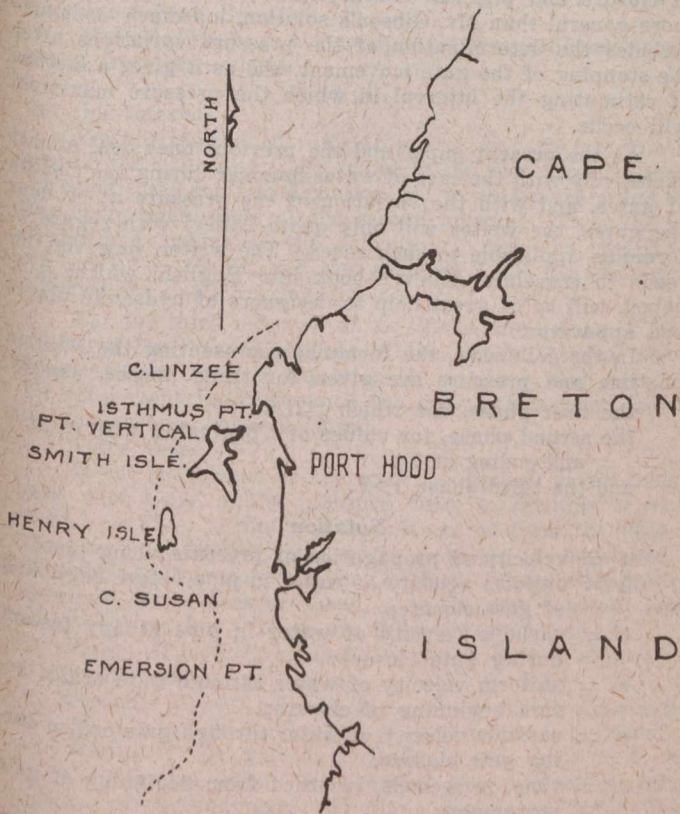 NORTH
CAPE
C. LINZEE
BRETON
ISTHMUS PT.
PT. VERTICAL
SMITH ISLE.
PORT HOOD
HENRY ISLE
C. SUSAN
ISLAND
EMERSION PT.